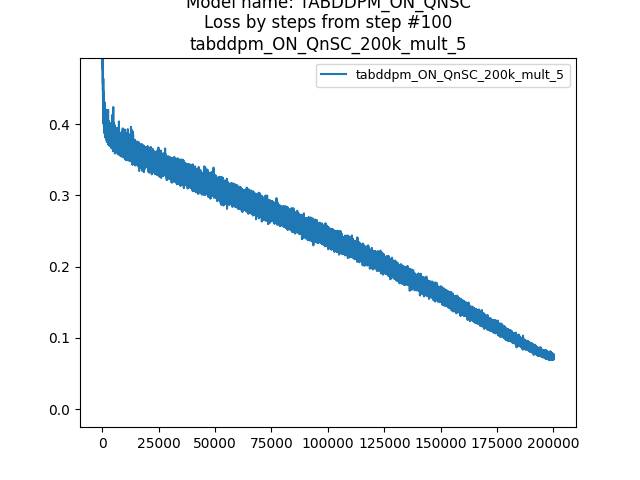 Model name: TABDDPM_ON_QNSC
Loss by steps from step #100
tabddpm_ON_QnSC_200k_mult_5
tabddpm_ON_QnSC_200k_mult_5
0.4
0.3
0.2
0.1
0.0
0 25000 50000 75000 100000 125000 150000 175000 200000